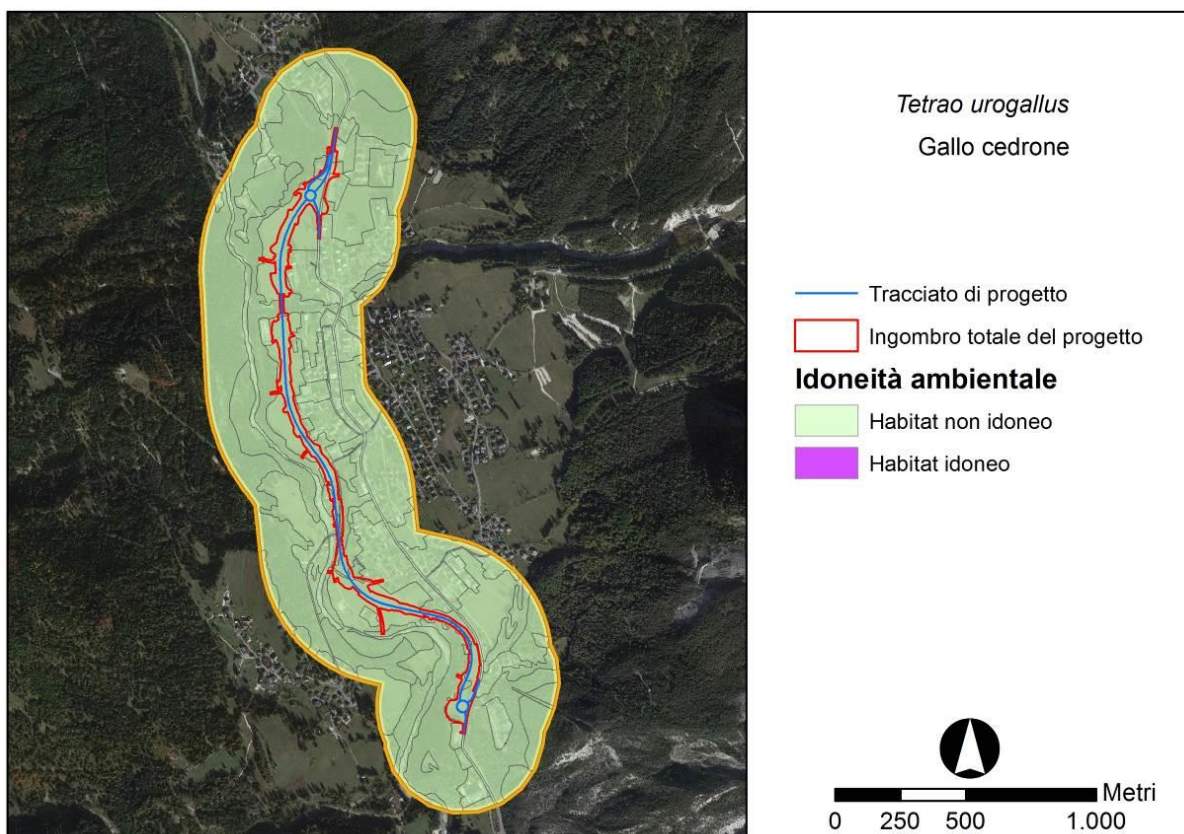 Tetrao urogallus
Gallo cedrone
Tracciato di progetto
Ingombro totale del progetto
Idoneità ambientale
Habitat non idoneo
Habitat idoneo
Metri
0 250 500 1.000